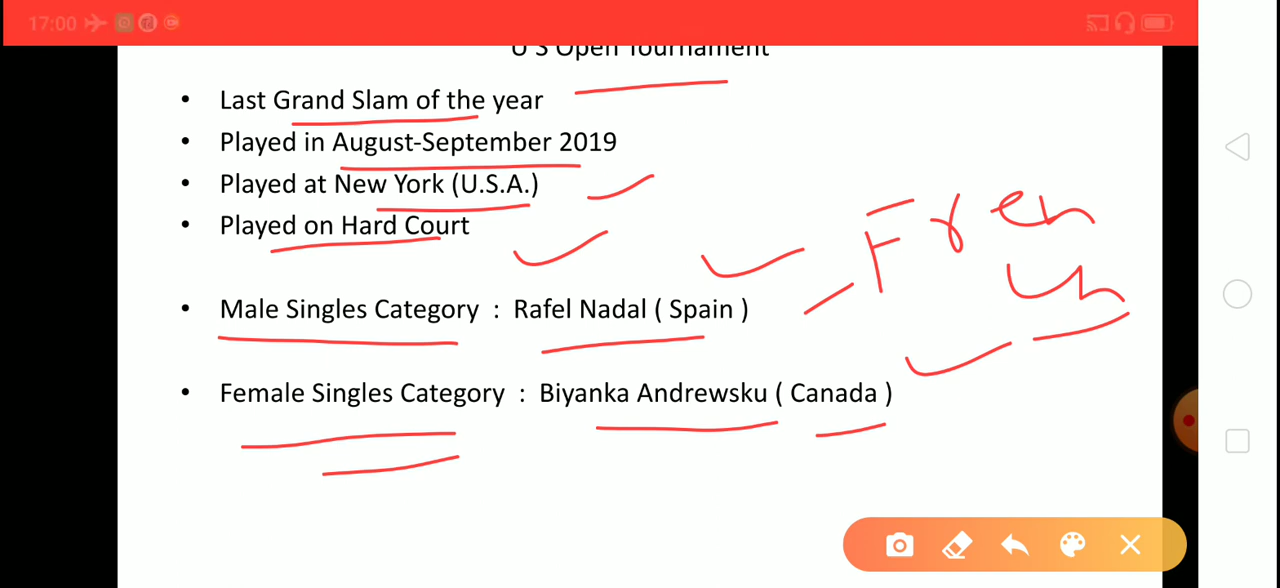 17:00
U S Open Tournament
• Last Grand Slam of the year
• Played in August-September 2019
• Played at New York (U.S.A.)
• Played on Hard Court
• Male Singles Category : Rafel Nadal ( Spain )
• Female Singles Category : Biyanka Andrewsku ( Canada )
Fren